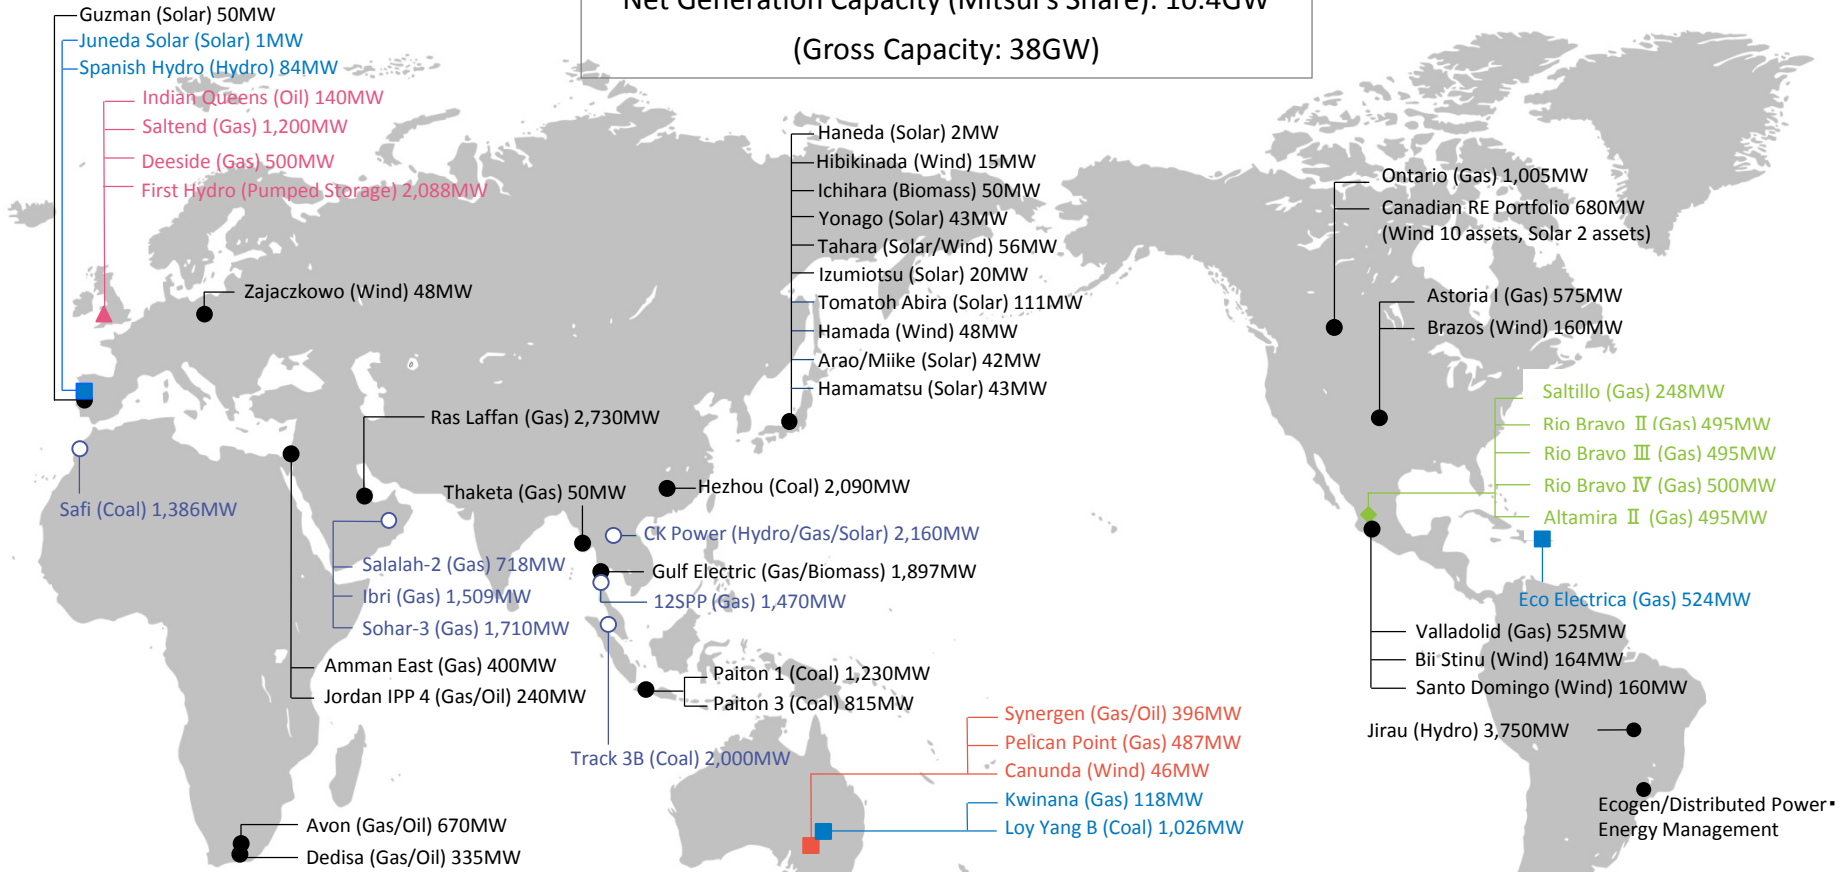 Net Generation Capacity (Mitsui's Share): 10.4GW
(Gross Capacity: 38GW)
Guzman (Solar) 50MW
Juneda Solar (Solar) 1MW
Spanish Hydro (Hydro) 84MW
Indian Queens (Oil) 140MW
Saltend (Gas) 1,200MW
Deeside (Gas) 500MW
First Hydro (Pumped Storage) 2,088MW
Zajaczkowo (Wind) 48MW
Haneda (Solar) 2MW
Hibikinada (Wind) 15MW
Ichihara (Biomass) 50MW
Yonago (Solar) 43MW
Tahara (Solar/Wind) 56MW
Izumiotsu (Solar) 20MW
Tomatoh Abira (Solar) 111MW
Hamada (Wind) 48MW
Arao/Miike (Solar) 42MW
Hamamatsu (Solar) 43MW
Ontario (Gas) 1,005MW
Canadian RE Portfolio 680MW
(Wind 10 assets, Solar 2 assets)
Astoria I (Gas) 575MW
Brazos (Wind) 160MW
Saltillo (Gas) 248MW
Rio Bravo Ⅱ (Gas) 495MW
Rio Bravo Ⅲ (Gas) 495MW
Rio Bravo Ⅳ (Gas) 500MW
Altamira Ⅱ (Gas) 495MW
Ras Laffan (Gas) 2,730MW
Thaketa (Gas) 50MW
Hezhou (Coal) 2,090MW
Safi (Coal) 1,386MW
CK Power (Hydro/Gas/Solar) 2,160MW
Salalah-2 (Gas) 718MW
Ibri (Gas) 1,509MW
Sohar-3 (Gas) 1,710MW
Gulf Electric (Gas/Biomass) 1,897MW
12SPP (Gas) 1,470MW
Eco Electrica (Gas) 524MW
Valladolid (Gas) 525MW
Bii Stinu (Wind) 164MW
Santo Domingo (Wind) 160MW
Amman East (Gas) 400MW
Jordan IPP 4 (Gas/Oil) 240MW
Paiton 1 (Coal) 1,230MW
Paiton 3 (Coal) 815MW
Track 3B (Coal) 2,000MW
Synergen (Gas/Oil) 396MW
Pelican Point (Gas) 487MW
Canunda (Wind) 46MW
Kwinana (Gas) 118MW
Loy Yang B (Coal) 1,026MW
Jirau (Hydro) 3,750MW
Ecogen/Distributed Power・
Energy Management
Avon (Gas/Oil) 670MW
Dedisa (Gas/Oil) 335MW